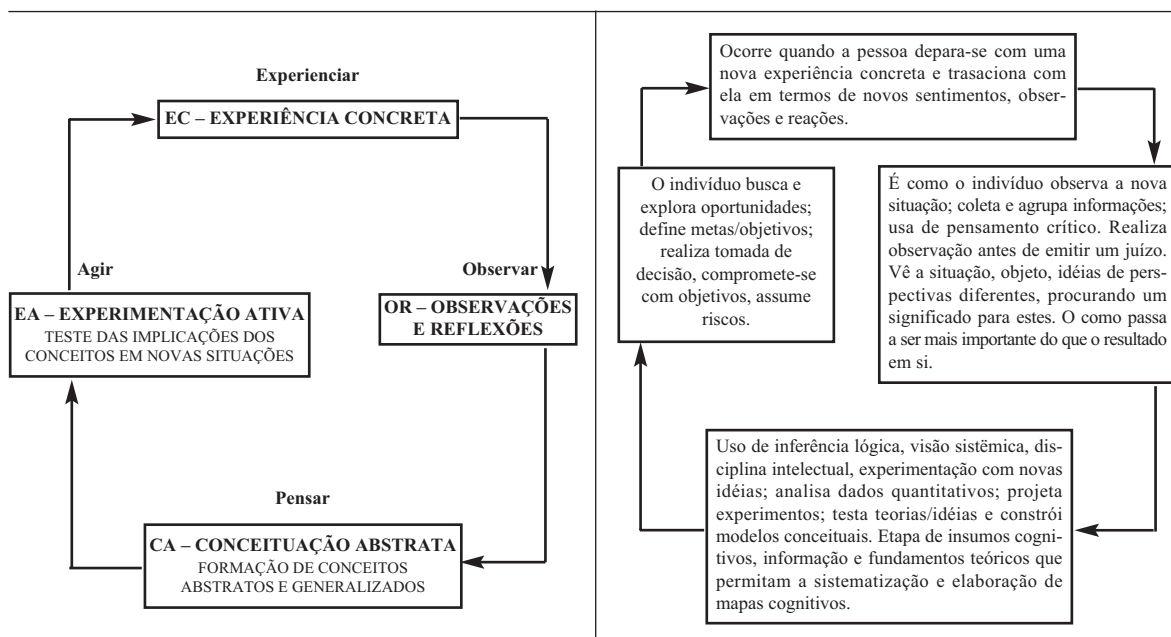 Experienciar
EC – EXPERIÊNCIA CONCRETA
Agir
Observar
EA – EXPERIMENTAÇÃO ATIVA
TESTE DAS IMPLICAÇÕES DOS
CONCEITOS EM NOVAS SITUAÇÕES
OR – OBSERVAÇÕES
E REFLEXÕES
Pensar
CA – CONCEITUAÇÃO ABSTRATA
FORMAÇÃO DE CONCEITOS
ABSTRATOS E GENERALIZADOS
Ocorre quando a pessoa depara-se com uma
nova experiência concreta e trasaciona com
ela em termos de novos sentimentos, obser-
vações e reações.
O indivíduo busca e
explora oportunidades;
define metas/objetivos;
realiza tomada de
decisão, compromete-se
com objetivos, assume
riscos.
É como o indivíduo observa a nova
situação; coleta e agrupa informações;
usa de pensamento crítico. Realiza
observação antes de emitir um juízo.
Vê a situação, objeto, idéias de pers-
pectivas diferentes, procurando um
significado para estes. O como passa
a ser mais importante do que o resultado
em si.
Uso de inferência lógica, visão sistëmica, dis-
ciplina intelectual, experimentação com novas
idéias; analisa dados quantitativos; projeta
experimentos; testa teorias/idéias e constrói
modelos conceituais. Etapa de insumos cogni-
tivos, informação e fundamentos teóricos que
permitam a sistematização e elaboração de
mapas cognitivos.